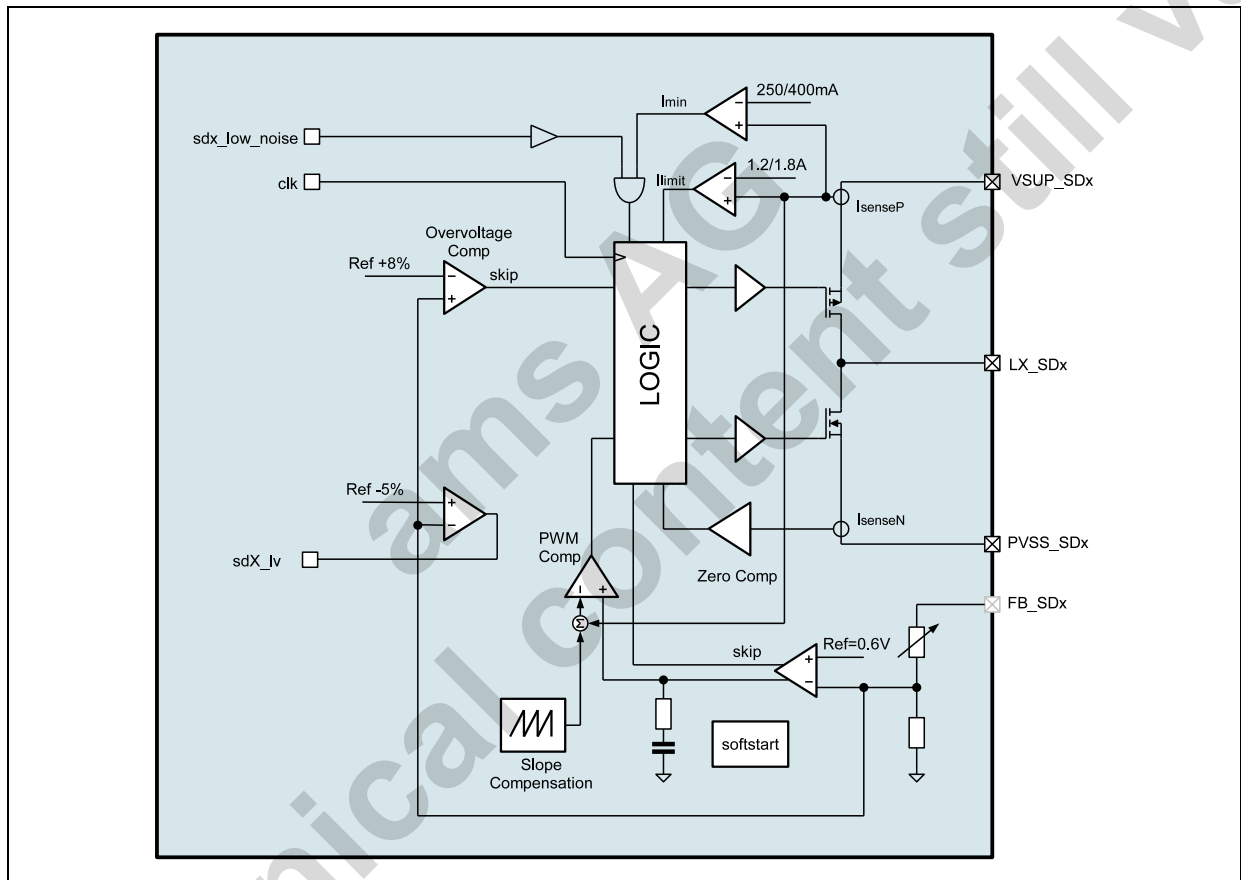 250/400mA
Imin
sdx_low_noise
1.2/1.8A
clk
Ilimit
VSUP_SDx
IsenseP
Overvoltage
Comp
Ref +8%
skip
−
+
−
+
−
+
LOGIC
LX_SDx
Ref -5%
+
−
IsenseN
PWM
Comp
PVSS_SDx
sdX_lv
Zero Comp
− +
FB_SDx
Σ
Ref=0.6V
skip
+
−
softstart
Slope
Compensation
ams AG
nical content still va